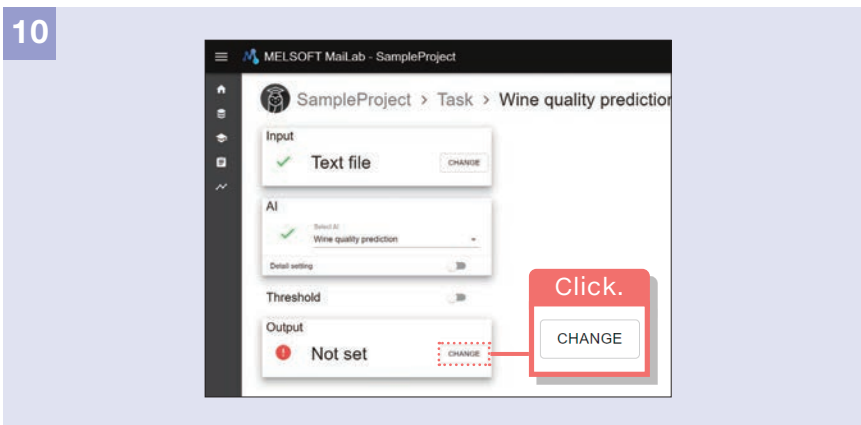 10
MELSOFT MaiLab - SampleProject
SampleProject > Task > Wine quality prediction
Input
Text file
CHANGE
AI
Select AI
Wine quality prediction
Detail setting
Threshold
Output
Not set
CHANGE
Click.
CHANGE